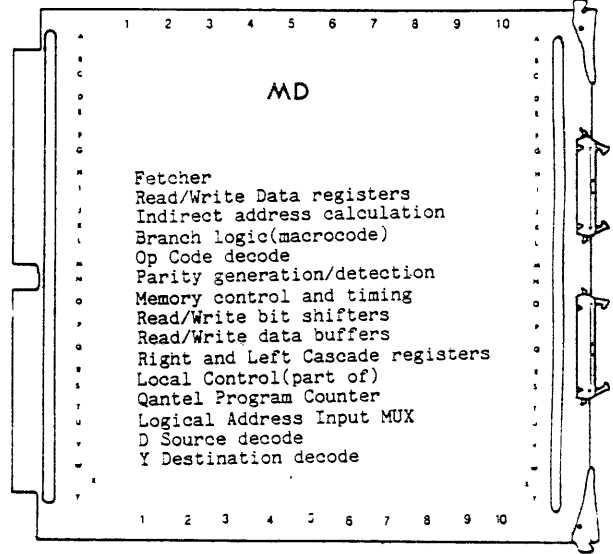 1 2 3 4 5 6 7 8 9 10
MD
Fetcher
Read/Write Data registers
Indirect address calculation
Branch logic(macrocode)
Op Code decode
Parity generation/detection
Memory control and timing
Read/Write bit shifters
Read/Write data buffers
Right and Left Cascade registers
Local Control(part of)
Qantel Program Counter
Logical Address Input MUX
D Source decode
Y Destination decode
1 2 3 4 5 6 7 8 9 10